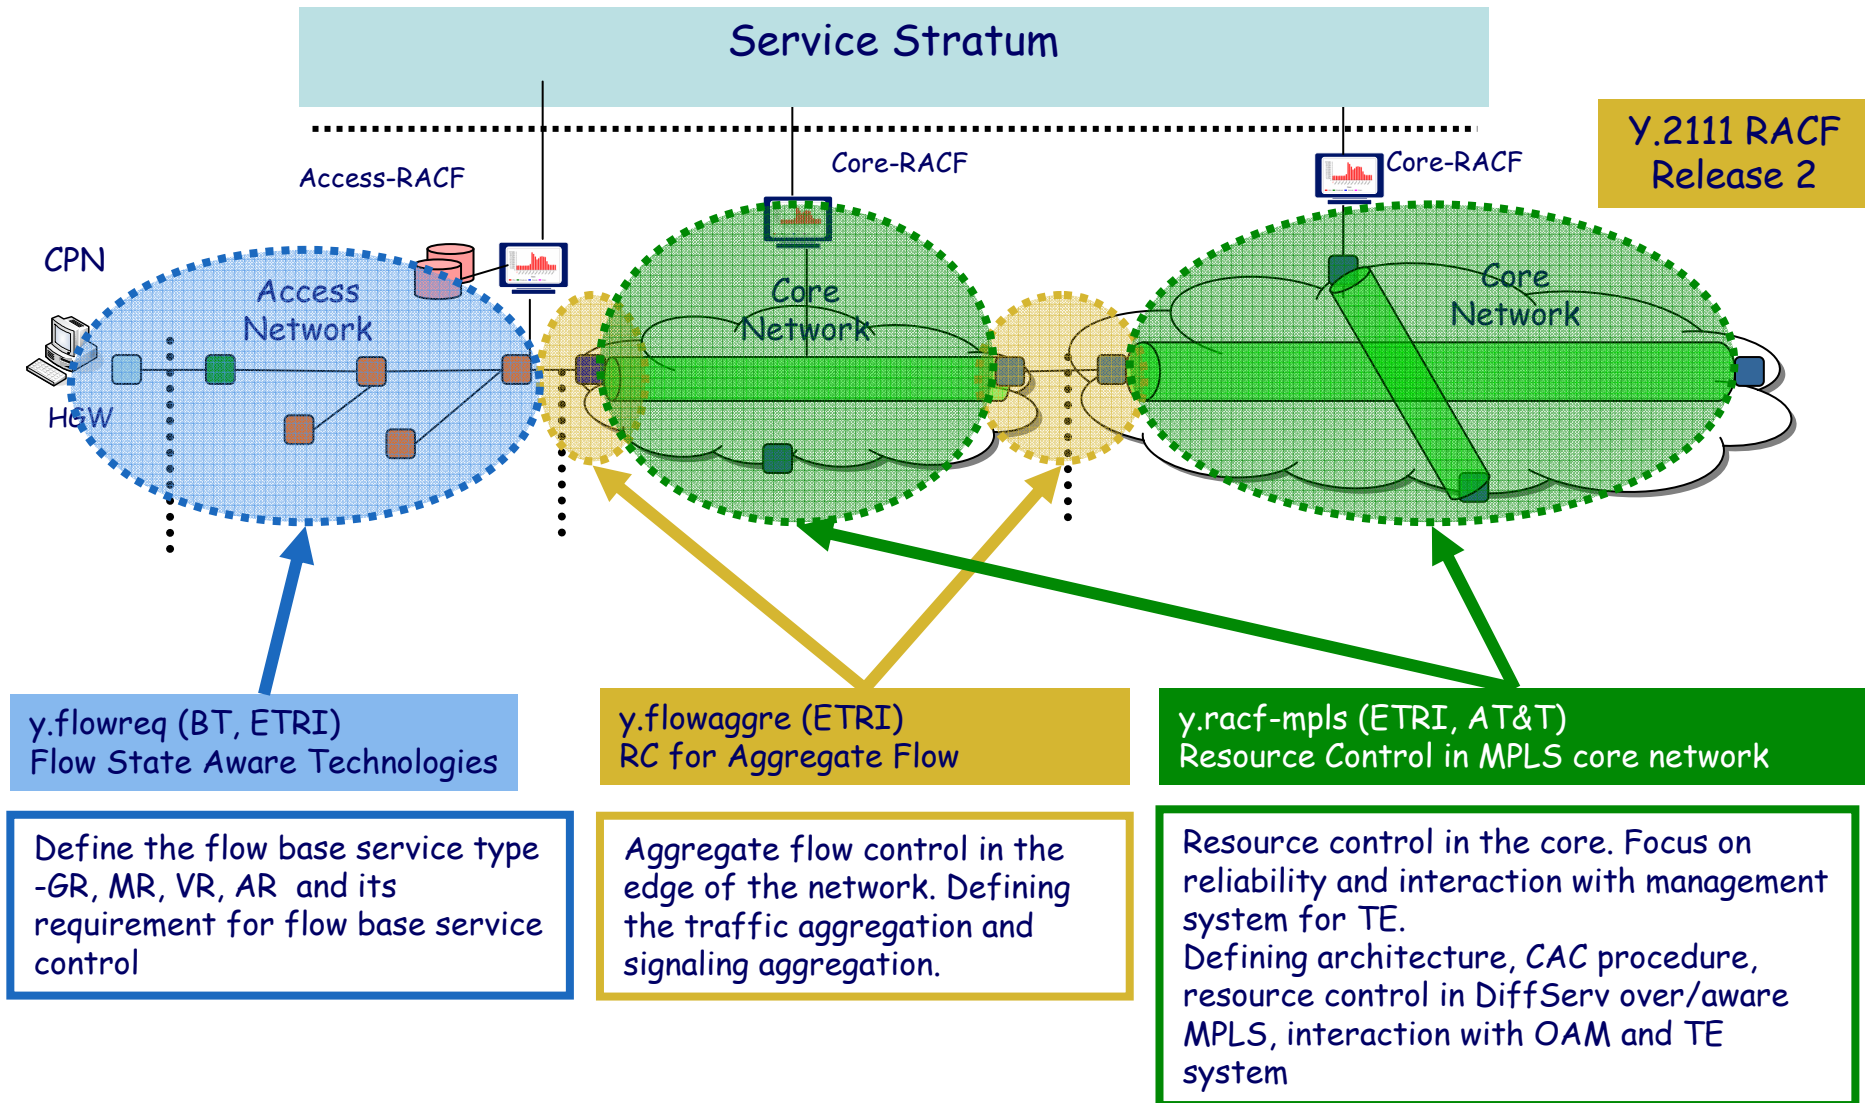 Service Stratum
Y.2111 RACF
Release 2
Access-RACF
Core-RACF
Core-RACF
CPN
Access
Network
Core
Network
Core
Network
HGW
y.flowreq (BT, ETRI)
Flow State Aware Technologies
y.flowaggre (ETRI)
RC for Aggregate Flow
y.racf-mpls (ETRI, AT&T)
Resource Control in MPLS core network
Define the flow base service type
-GR, MR, VR, AR and its
requirement for flow base service
control
Aggregate flow control in the
edge of the network. Defining
the traffic aggregation and
signaling aggregation.
Resource control in the core. Focus on
reliability and interaction with management
system for TE.
Defining architecture, CAC procedure,
resource control in DiffServ over/aware
MPLS, interaction with OAM and TE
system